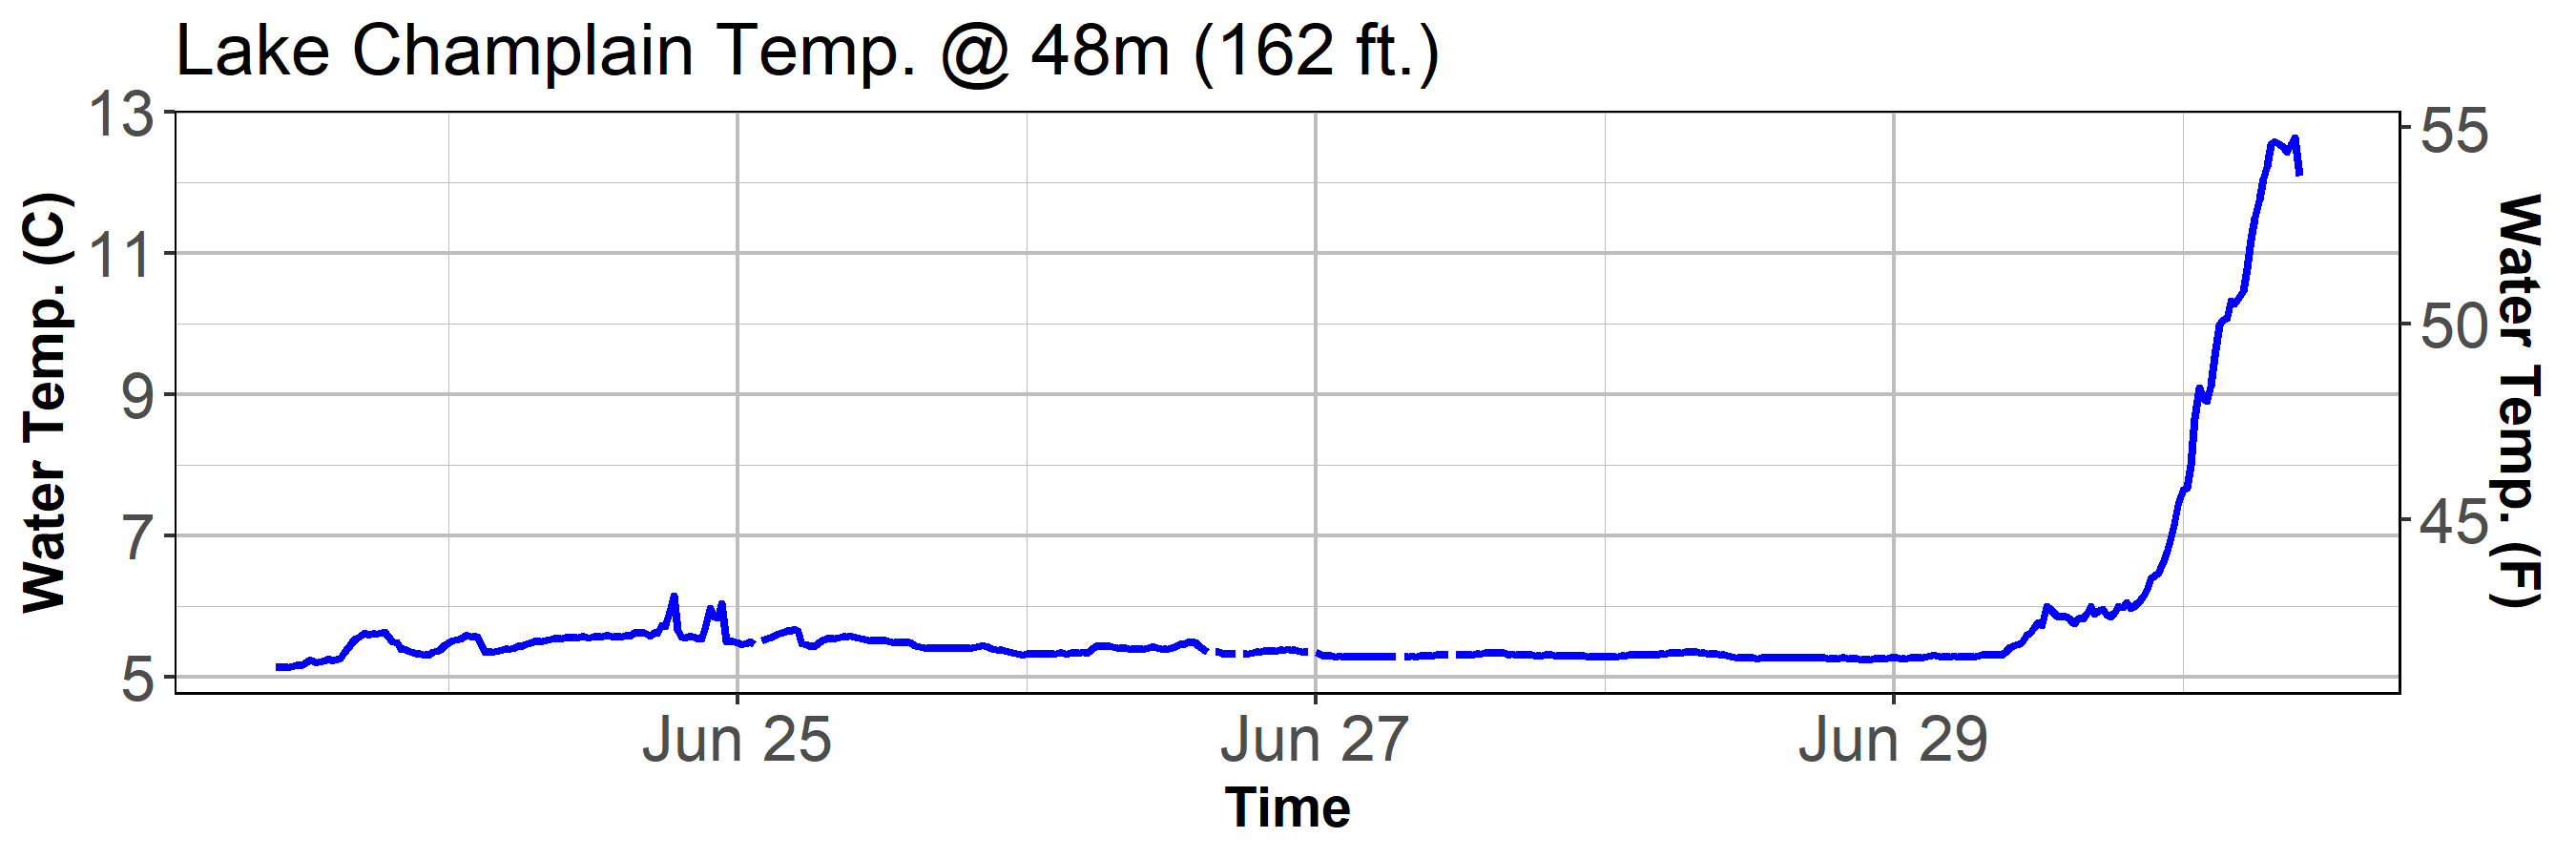 Lake Champlain Temp. @ 48m (162 ft.)
Water Temp. (C)
13
11
9
7
5
55
50
45
Water Temp. (F)
Jun 25
Jun 27
Jun 29
Time